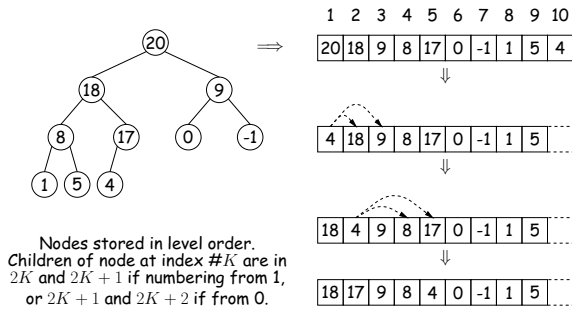 1 2 3 4 5 6 7 8 9 10
20 ⟹ 20 18 9 8 17 0 -1 1 5 4
⇓
18 9
8 17 0 -1
1 5 4
4 18 9 8 17 0 -1 1 5
⇓
18 4 9 8 17 0 -1 1 5
⇓
18 17 9 8 4 0 -1 1 5
Nodes stored in level order.
Children of node at index #K are in
2K and 2K + 1 if numbering from 1,
or 2K + 1 and 2K + 2 if from 0.